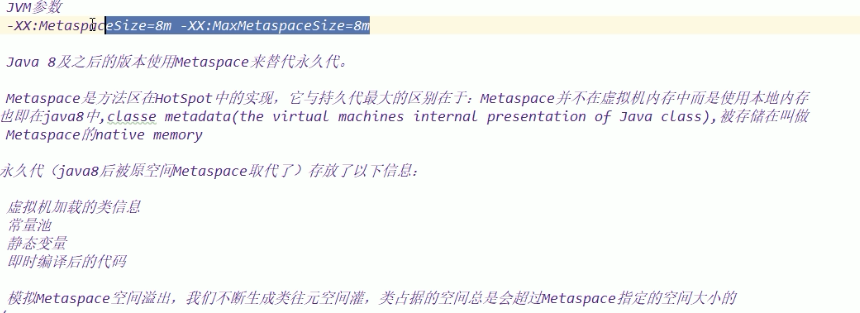 JVM参数
-XX:MetaspaceSize=8m -XX:MaxMetaspaceSize=8m
Java 8及之后的版本使用Metaspace来替代永久代。
Metaspace是方法区在HotSpot中的实现，它与持久代最大的区别在于：Metaspace并不在虚拟机内存中而是使用本地内存
也即在java8中,classe metadata(the virtual machines internal presentation of Java class),被存储在叫做
Metaspace的native memory
永久代（java8后被原空间Metaspace取代了）存放了以下信息：
虚拟机加载的类信息
常量池
静态变量
即时编译后的代码
模拟Metaspace空间溢出，我们不断生成类往元空间灌，类占据的空间总是会超过Metaspace指定的空间大小的